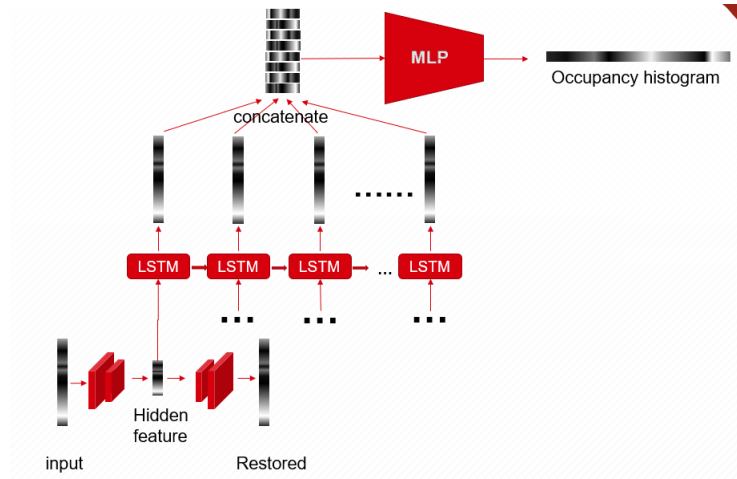 MLP
Occupancy histogram
concatenate
......
LSTM
LSTM
LSTM
...
LSTM
...
...
...
Hidden
feature
input
Restored